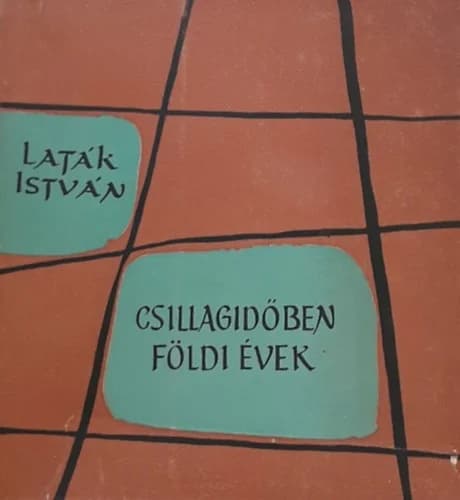 Laták
István
CSILLAGIDŐBEN
FÖLDI ÉVEK